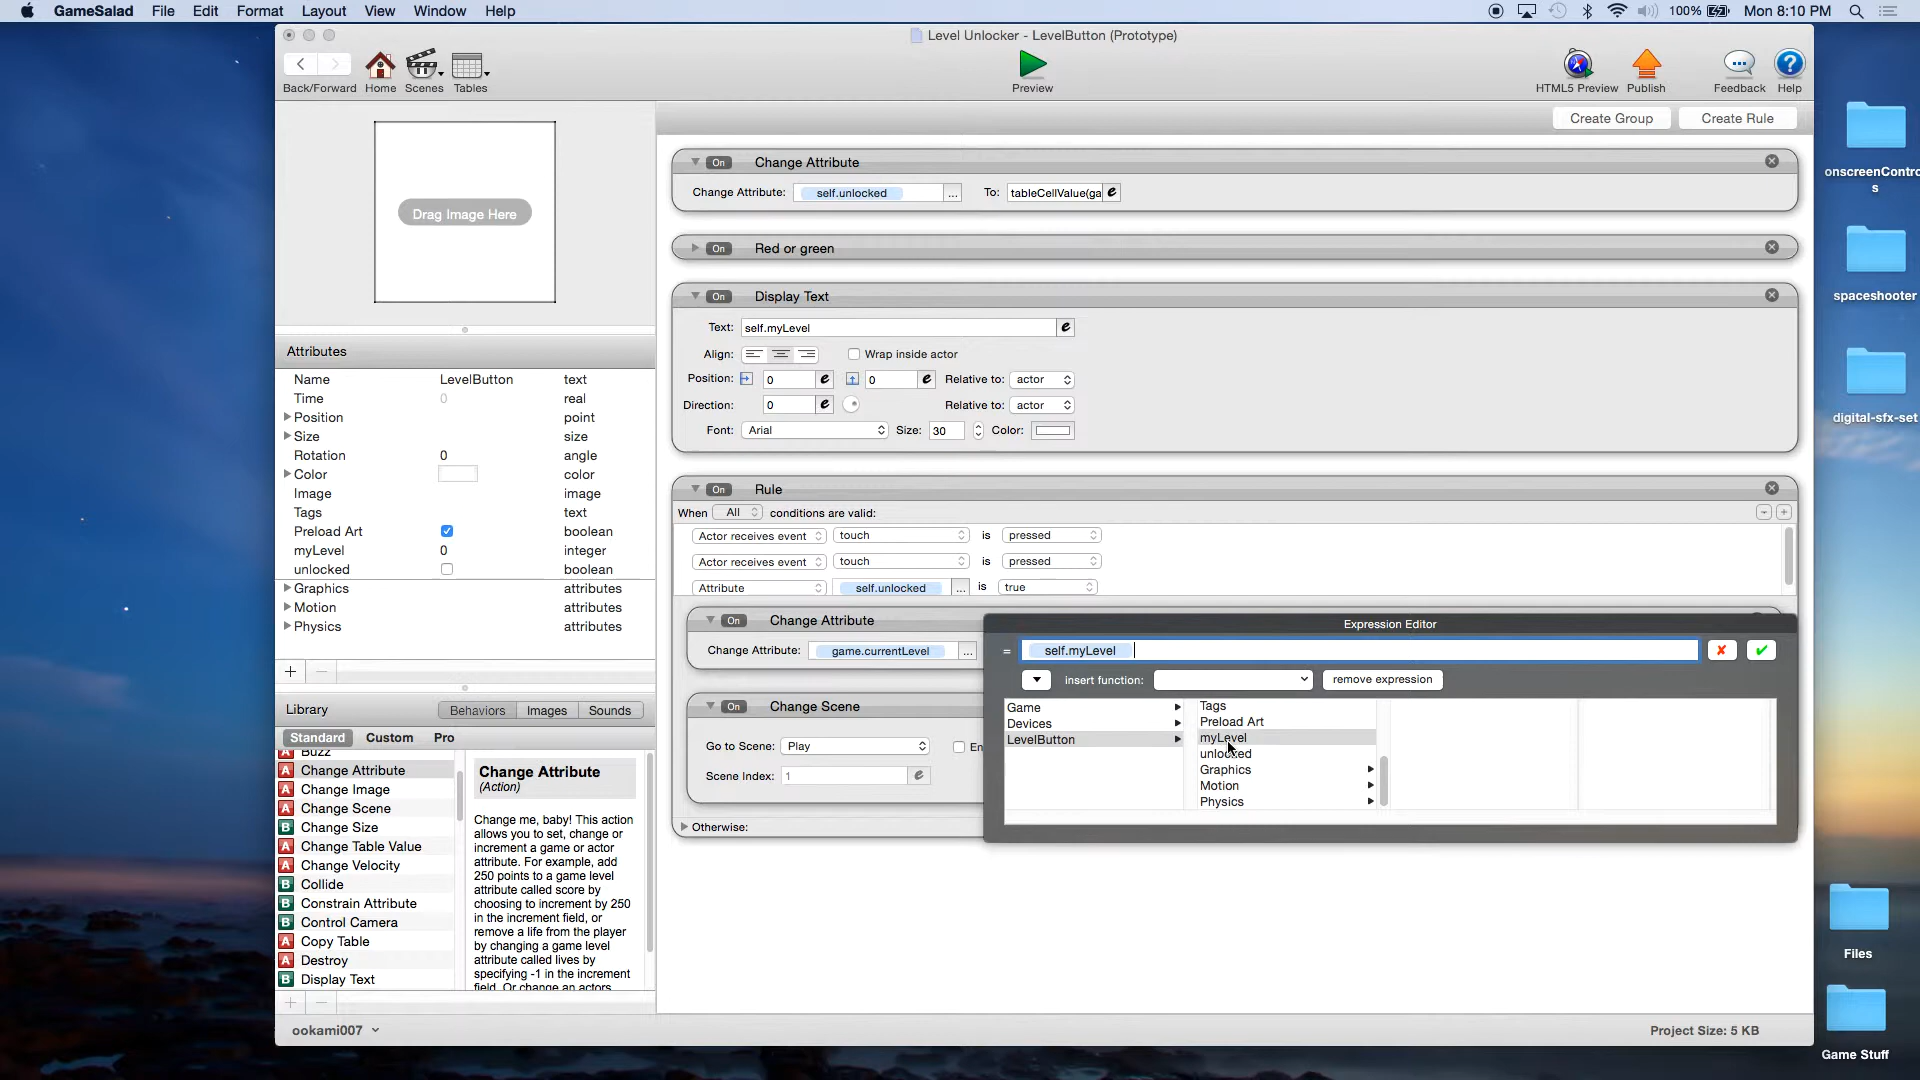 GameSalad File Edit Format Layout View Window Help
100% Mon 8:10 PM
Level Unlocker - LevelButton (Prototype)
Back/Forward Home Scenes Tables
Preview
HTML5 Preview Publish Feedback Help
Create Group Create Rule
Drag Image Here
Attributes
Name LevelButton text
Time 0 real
Position point
Size size
Rotation 0 angle
Color color
Image image
Tags text
Preload Art boolean
myLevel 0 integer
unlocked boolean
Graphics attributes
Motion attributes
Physics attributes
Library Behaviors Images Sounds
Standard Custom Pro
Buzz
A Change Attribute
A Change Image
A Change Scene
B Change Size
A Change Table Value
A Change Velocity
B Collide
B Constrain Attribute
B Control Camera
A Copy Table
A Destroy
B Display Text
Change Attribute
(Action)
Change me, baby! This action
allows you to set, change or
increment a game or actor
attribute. For example, add
250 points to a game level
attribute called score by
choosing to increment by 250
in the increment field, or
remove a life from the player
by changing a game level
attribute called lives by
specifying -1 in the increment
field. Or change an actors
ookami007
Project Size: 5 KB
On Change Attribute
Change Attribute: self.unlocked ... To: tableCellValue(ga e
On Red or green
On Display Text
Text: self.myLevel e
Align: Wrap inside actor
Position: 0 e 0 e Relative to: actor
Direction: 0 e Relative to: actor
Font: Arial Size: 30 Color:
On Rule
When All conditions are valid:
Actor receives event touch is pressed
Actor receives event touch is pressed
Attribute self.unlocked ... is true
On Change Attribute
Change Attribute: game.currentLevel ...
On Change Scene
Go to Scene: Play En
Scene Index: 1 e
Otherwise:
Expression Editor
= self.myLevel
insert function: remove expression
Game
Devices
LevelButton
Tags
Preload Art
myLevel
unlocked
Graphics
Motion
Physics
onscreenContro
s
spaceshooter
digital-sfx-set
Files
Game Stuff